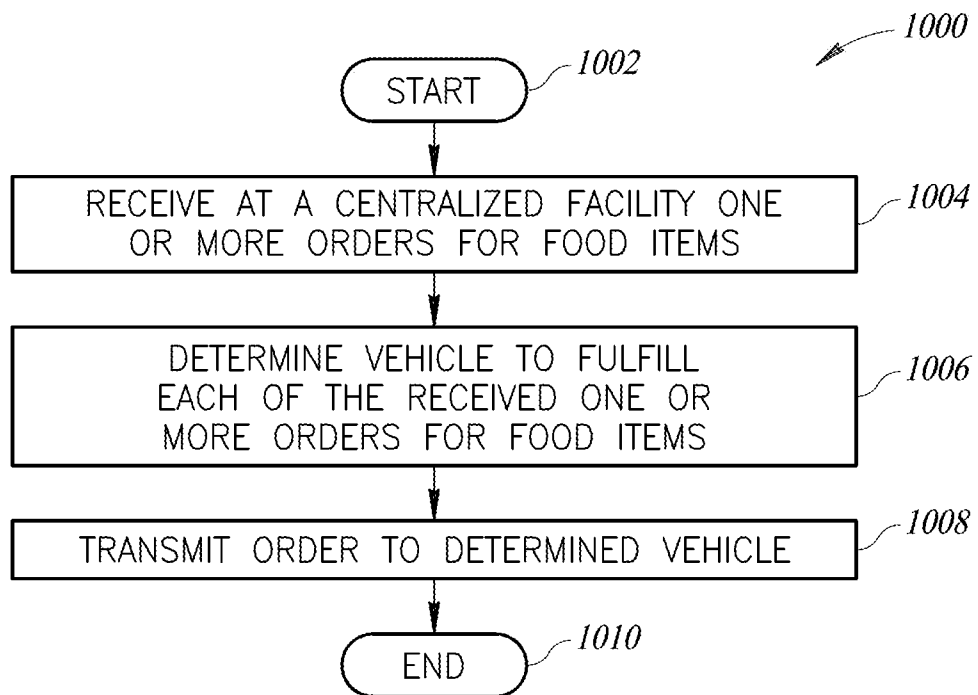 1000
START
1002
RECEIVE AT A CENTRALIZED FACILITY ONE
OR MORE ORDERS FOR FOOD ITEMS
1004
DETERMINE VEHICLE TO FULFILL
EACH OF THE RECEIVED ONE OR
MORE ORDERS FOR FOOD ITEMS
1006
TRANSMIT ORDER TO DETERMINED VEHICLE
1008
END
1010